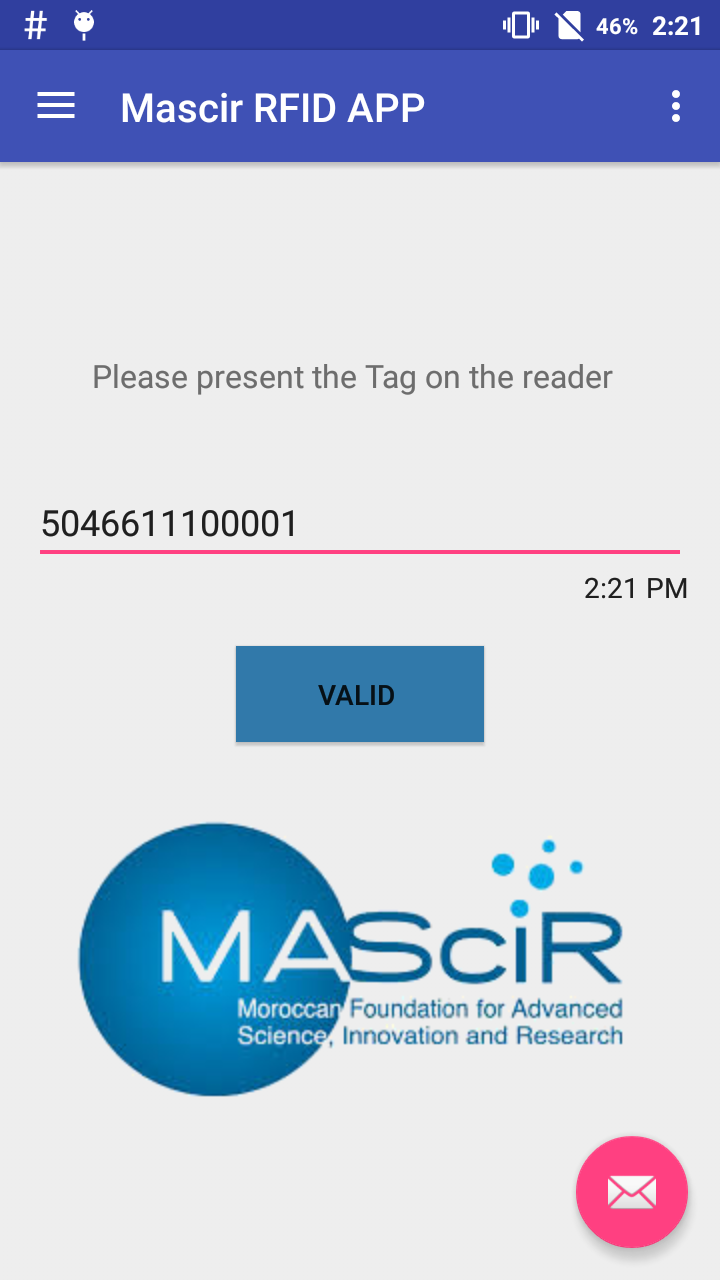 # 46% 2:21
Mascir RFID APP
Please present the Tag on the reader
5046611100001
2:21 PM
VALID
MASciR
Moroccan Foundation for Advanced
Science, Innovation and Research